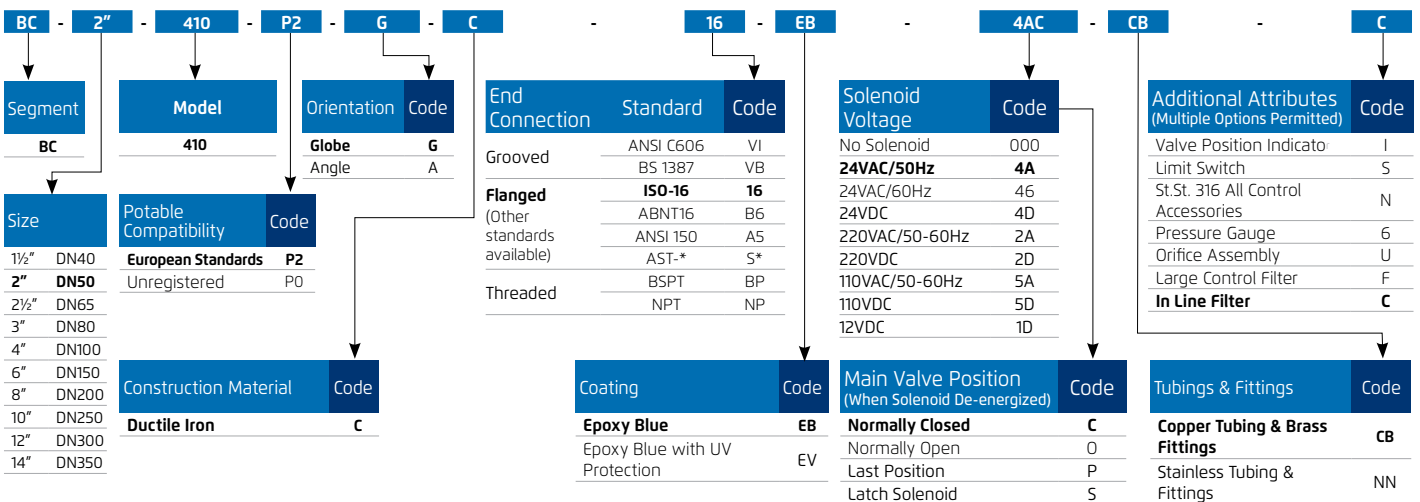 BC - 2" - 410 - P2 - G - C - 16 - EB - 4AC - CB - C
Segment
BC
Model
410
Orientation Code
Globe G
Angle A
End Connection Standard Code
Grooved
ANSI C606 VI
BS 1387 VB
Flanged
(Other
standards
available)
ISO-16 16
ABNT16 B6
ANSI 150 A5
AST-* S*
Threaded
BSPT BP
NPT NP
Solenoid
Voltage Code
No Solenoid 000
24VAC/50Hz 4A
24VAC/60Hz 46
24VDC 4D
220VAC/50-60Hz 2A
220VDC 2D
110VAC/50-60Hz 5A
110VDC 5D
12VDC 1D
Additional Attributes
(Multiple Options Permitted) Code
Valve Position Indicator I
Limit Switch S
St.St. 316 All Control
Accessories N
Pressure Gauge 6
Orifice Assembly U
Large Control Filter F
In Line Filter C
Size
1½" DN40
2" DN50
2½" DN65
3" DN80
4" DN100
6" DN150
8" DN200
10" DN250
12" DN300
14" DN350
Potable
Compatibility Code
European Standards P2
Unregistered P0
Construction Material Code
Ductile Iron C
Coating Code
Epoxy Blue EB
Epoxy Blue with UV
Protection EV
Main Valve Position
(When Solenoid De-energized) Code
Normally Closed C
Normally Open O
Last Position P
Latch Solenoid S
Tubings & Fittings Code
Copper Tubing & Brass
Fittings CB
Stainless Tubing &
Fittings NN